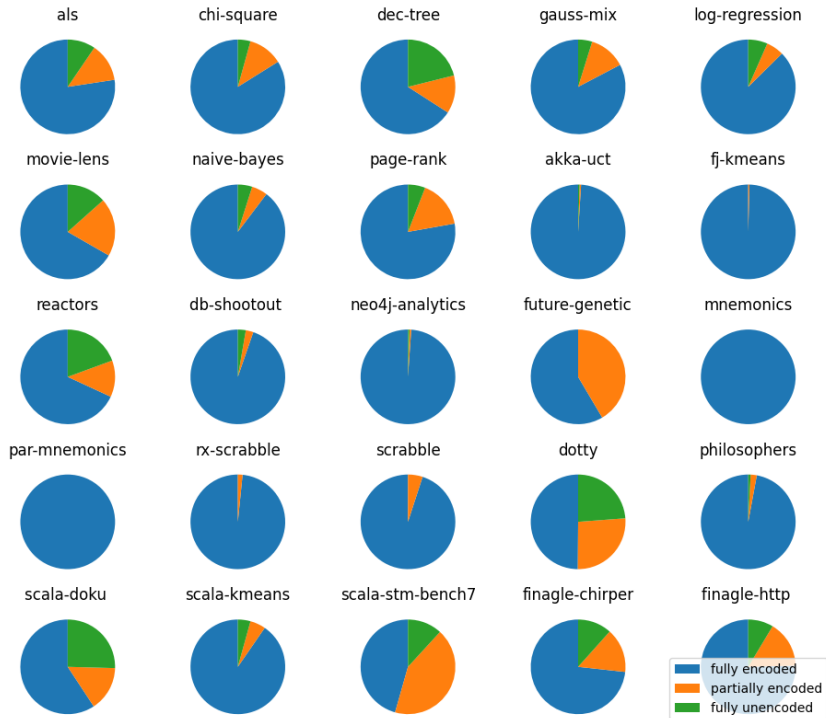 als chi-square dec-tree gauss-mix log-regression
movie-lens naive-bayes page-rank akka-uct fj-kmeans
reactors db-shootout neo4j-analytics future-genetic mnemonics
par-mnemonics rx-scrabble scrabble dotty philosophers
scala-doku scala-kmeans scala-stm-bench7 finagle-chirper finagle-http
fully encoded
partially encoded
fully unencoded